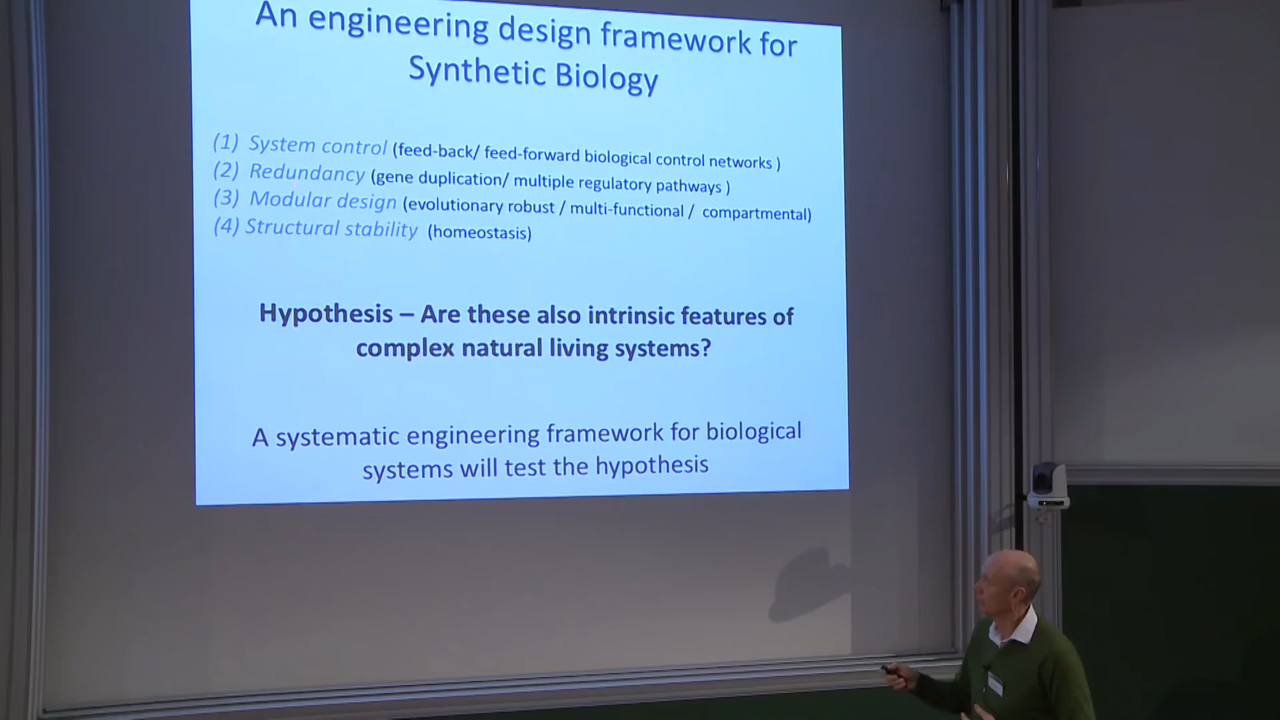 An engineering design framework for
Synthetic Biology
(1) System control (feed-back/ feed-forward biological control networks )
(2) Redundancy (gene duplication/ multiple regulatory pathways )
(3) Modular design (evolutionary robust / multi-functional / compartmental)
(4) Structural stability (homeostasis)
Hypothesis – Are these also intrinsic features of
complex natural living systems?
A systematic engineering framework for biological
systems will test the hypothesis